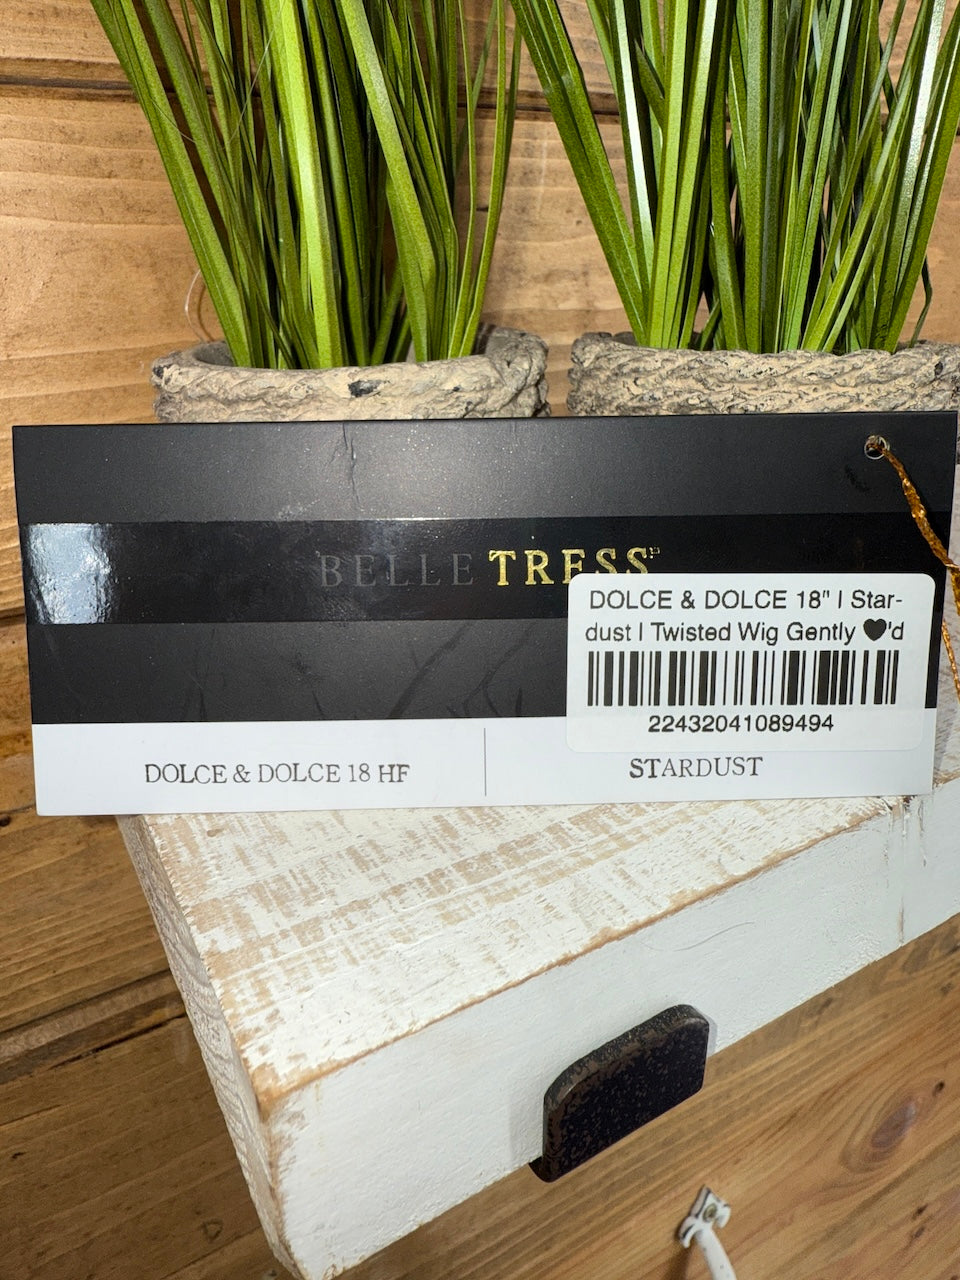 BELLE TRESS
DOLCE & DOLCE 18" | Star-
dust | Twisted Wig Gently 🖤'd
22432041089494
DOLCE & DOLCE 18 HF
STARDUST